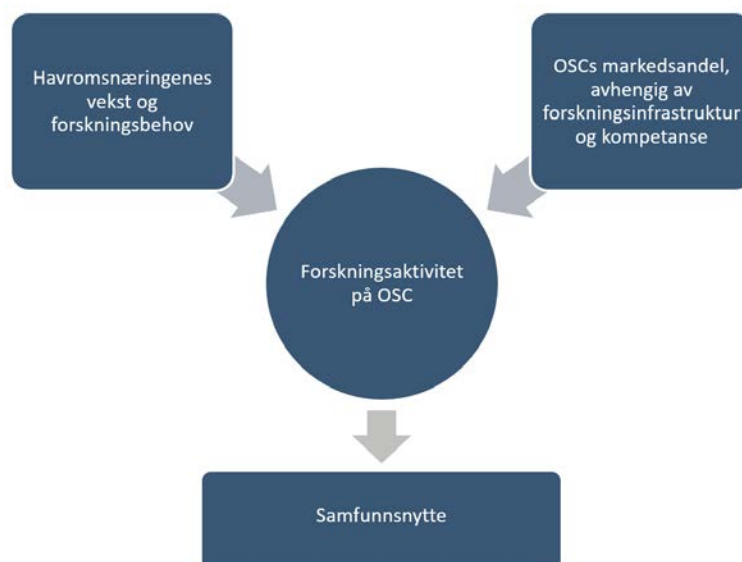 Havromsnæringenes
vekst og
forskningsbehov
OSCs markedsandel,
avhengig av
forskningsinfrastruktur
og kompetanse
Forskningsaktivitet
på OSC
Samfunnsnytte